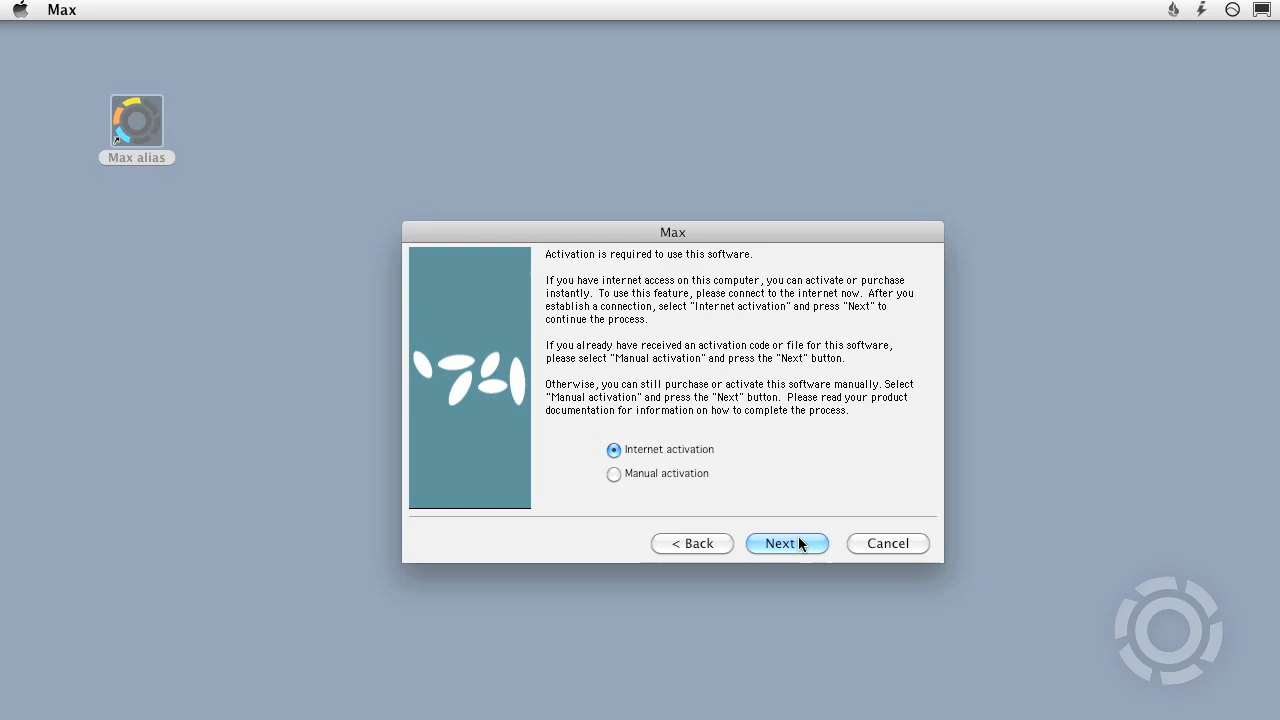 Max
Max alias
Max
Activation is required to use this software.
If you have internet access on this computer, you can activate or purchase
instantly. To use this feature, please connect to the internet now. After you
establish a connection, select "Internet activation" and press "Next" to
continue the process.
If you already have received an activation code or file for this software,
please select "Manual activation" and press the "Next" button.
Otherwise, you can still purchase or activate this software manually. Select
"Manual activation" and press the "Next" button. Please read your product
documentation for information on how to complete the process.
Internet activation
Manual activation
< Back
Next
Cancel